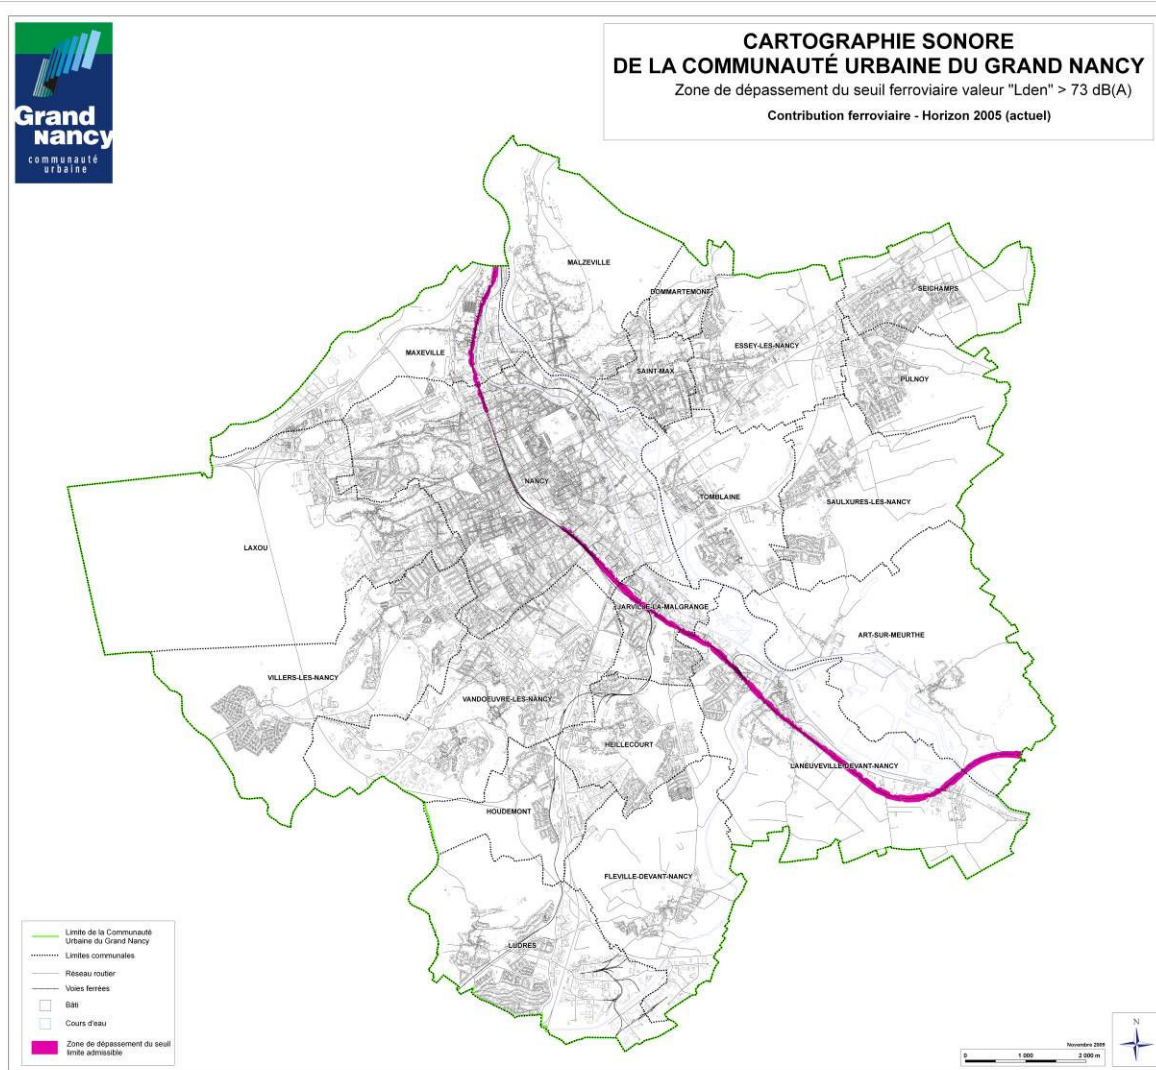 Grand
Nancy
communauté
urbaine
CARTOGRAPHIE SONORE
DE LA COMMUNAUTÉ URBAINE DU GRAND NANCY
Zone de dépassement du seuil ferroviaire valeur "Lden" > 73 dB(A)
Contribution ferroviaire - Horizon 2005 (actuel)
MALZEVILLE
DOMMARTEMONT
SEICHAMPS
MAXEVILLE
ESSEY-LES-NANCY
SAINT-MAX
PULNOY
NANCY
TOMBLAINE
SAULXURES-LES-NANCY
LAXOU
JARVILLE-LA-MALGRANGE
ART-SUR-MEURTHE
VILLERS-LES-NANCY
VANDOEUVRE-LES-NANCY
HEILLECOURT
LANEUVEVILLE-DEVANT-NANCY
HOUDEMONT
FLEVILLE-DEVANT-NANCY
LUDRES
Limite de la Communauté
Urbaine du Grand Nancy
Limites communales
Réseau routier
Voies ferrées
Bâti
Cours d'eau
Zone de dépassement du seuil
limite admissible
Novembre 2009
0 1 000 2 000 m
N